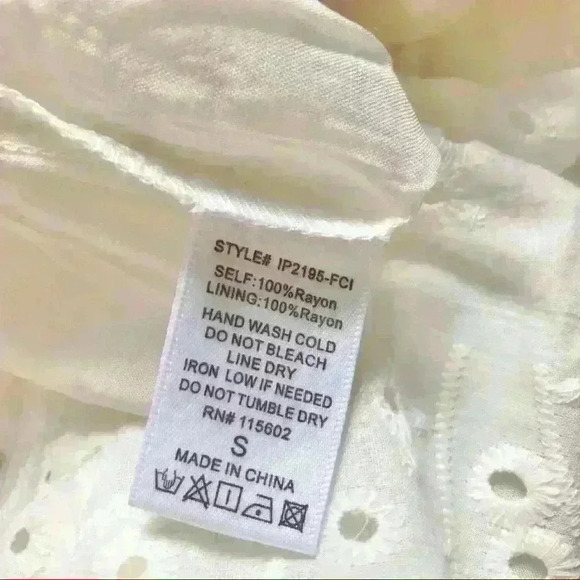 STYLE# IP2195-FCI
SELF:100%Rayon
LINING:100%Rayon
HAND WASH COLD
DO NOT BLEACH
LINE DRY
IRON LOW IF NEEDED
DO NOT TUMBLE DRY
RN# 115602
S
MADE IN CHINA